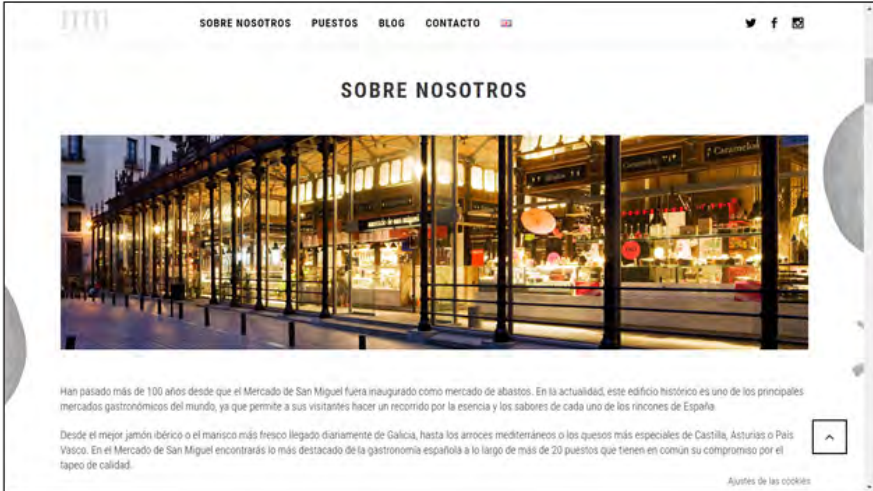 SOBRE NOSOTROS PUESTOS BLOG CONTACTO
SOBRE NOSOTROS
Caramelos
Han pasado más de 100 años desde que el Mercado de San Miguel fuera inaugurado como mercado de abastos. En la actualidad, este edificio histórico es uno de los principales
mercados gastronómicos del mundo, ya que permite a sus visitantes hacer un recorrido por la esencia y los sabores de cada uno de los rincones de España
Desde el mejor jamón ibérico o el marisco más fresco llegado diariamente de Galicia, hasta los arroces mediterráneos o los quesos más especiales de Castilla, Asturias o País
Vasco. En el Mercado de San Miguel encontrarás lo más destacado de la gastronomía española a lo largo de más de 20 puestos que tienen en común su compromiso por el
tapeo de calidad.
Ajustes de las cookies